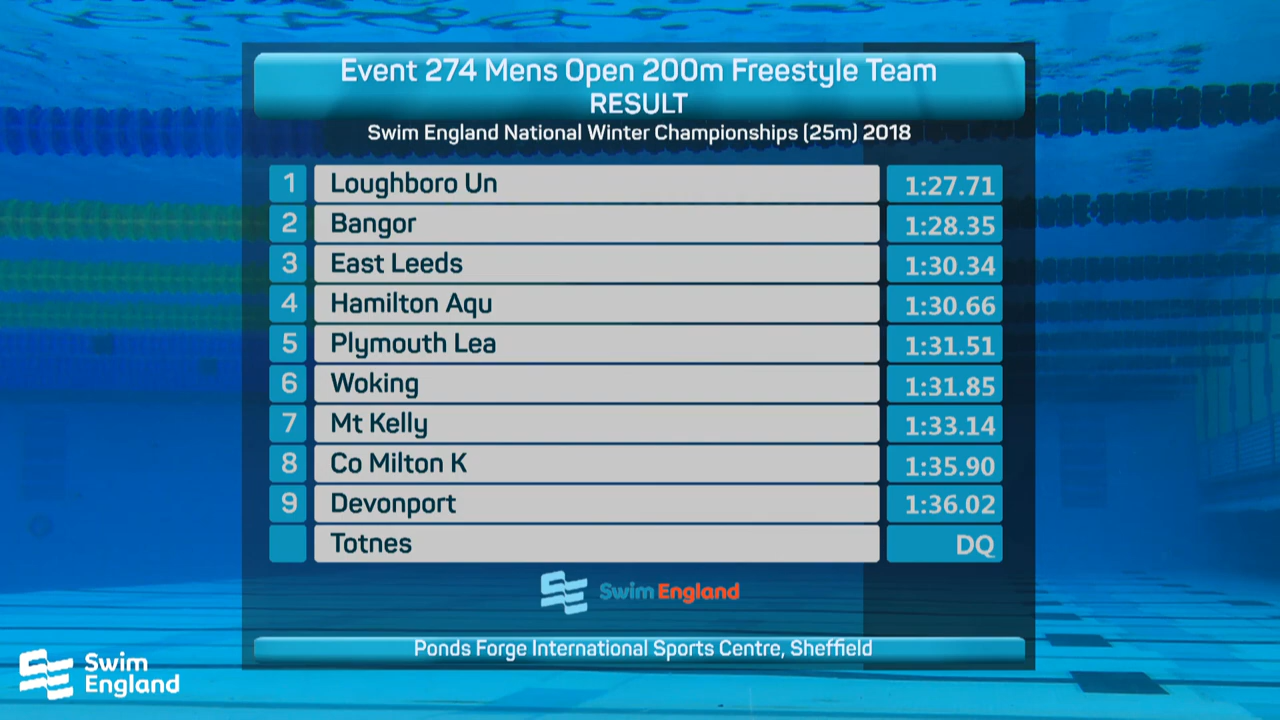 Event 274 Mens Open 200m Freestyle Team
RESULT
Swim England National Winter Championships (25m) 2018
1 Loughboro Un 1:27.71
2 Bangor 1:28.35
3 East Leeds 1:30.34
4 Hamilton Aqu 1:30.66
5 Plymouth Lea 1:31.51
6 Woking 1:31.85
7 Mt Kelly 1:33.14
8 Co Milton K 1:35.90
9 Devonport 1:36.02
Totnes DQ
Swim England
Ponds Forge International Sports Centre, Sheffield
Swim
England